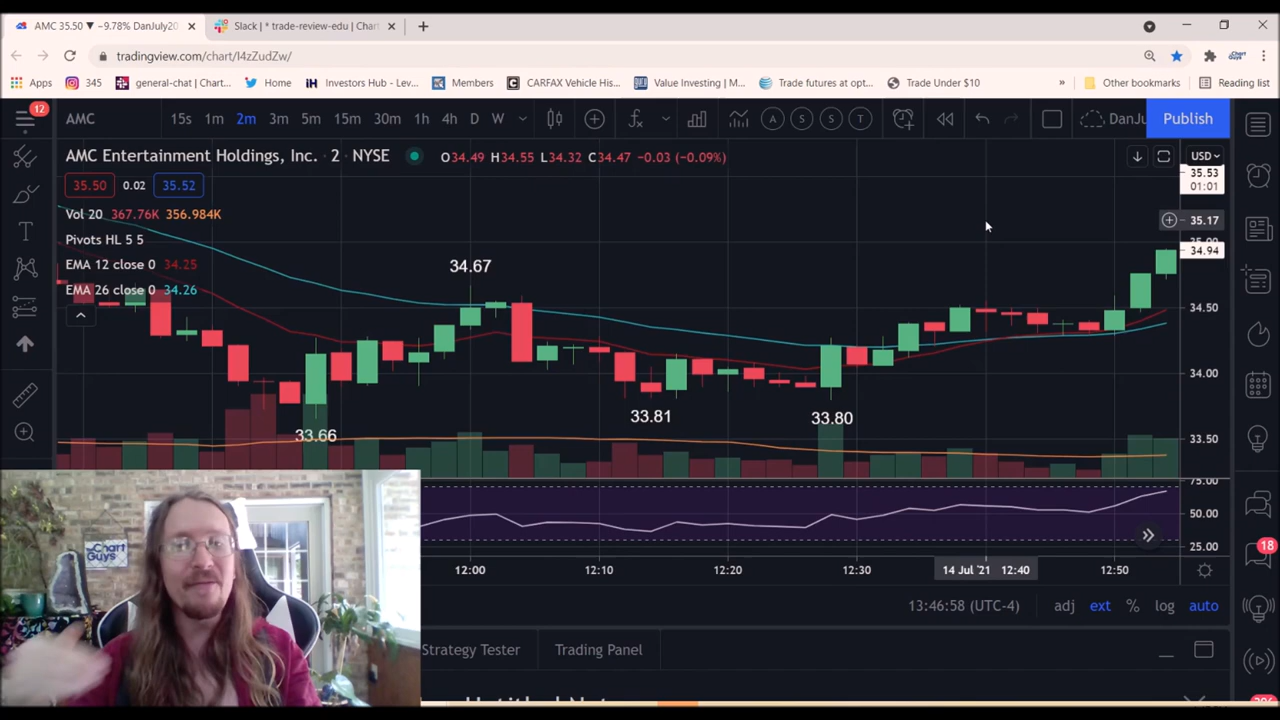 AMC 35.50 ▼ −9.78% DanJuly20
Slack | * trade-review-edu | Chart
tradingview.com/chart/I4zZudZw/
Apps
345
general-chat | Chart...
Home
Investors Hub - Lev...
Members
CARFAX Vehicle His...
Value Investing | M...
Trade futures at opt...
Trade Under $10
»
Other bookmarks
Reading list
12
AMC
15s 1m 2m 3m 5m 15m 30m 1h 4h D W
A S S T
DanJu
Publish
AMC Entertainment Holdings, Inc. • 2 • NYSE
O34.49 H34.55 L34.32 C34.47 −0.03 (−0.09%)
USD
35.50 0.02 35.52
35.53
01:01
Vol 20 367.76K 356.984K
35.17
Pivots HL 5 5
35.00
34.94
EMA 12 close 0 34.25
EMA 26 close 0 34.26
34.67
34.50
34.00
33.81
33.80
33.66
33.50
75.00
50.00
25.00
Chart
Guys
18
12:00 12:10 12:20 12:30 14 Jul '21 12:40 12:50
13:46:58 (UTC-4) adj ext % log auto
Strategy Tester
Trading Panel